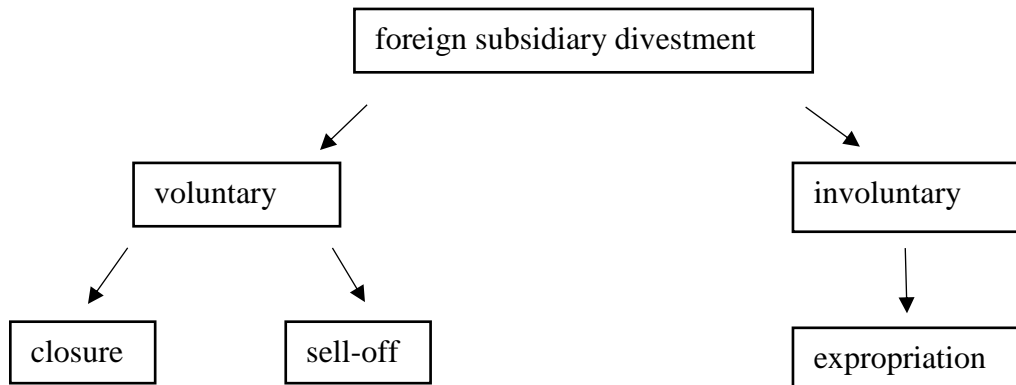 foreign subsidiary divestment
voluntary
involuntary
closure
sell-off
expropriation